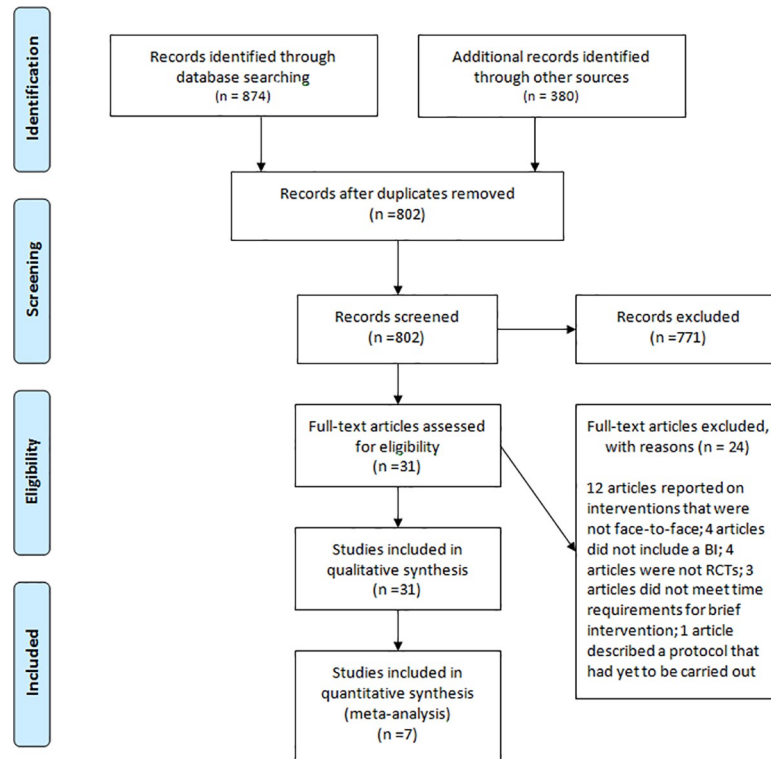 Identification
Records identified through
database searching
(n = 874)
Additional records identified
through other sources
(n = 380)
Records after duplicates removed
(n =802)
Screening
Records screened
(n =802)
Records excluded
(n =771)
Eligibility
Full-text articles assessed
for eligibility
(n =31)
Full-text articles excluded,
with reasons (n = 24)
12 articles reported on
interventions that were
not face-to-face; 4 articles
did not include a BI; 4
articles were not RCTs; 3
articles did not meet time
requirements for brief
intervention; 1 article
described a protocol that
had yet to be carried out
Studies included in
qualitative synthesis
(n =31)
Included
Studies included in
quantitative synthesis
(meta-analysis)
(n =7)